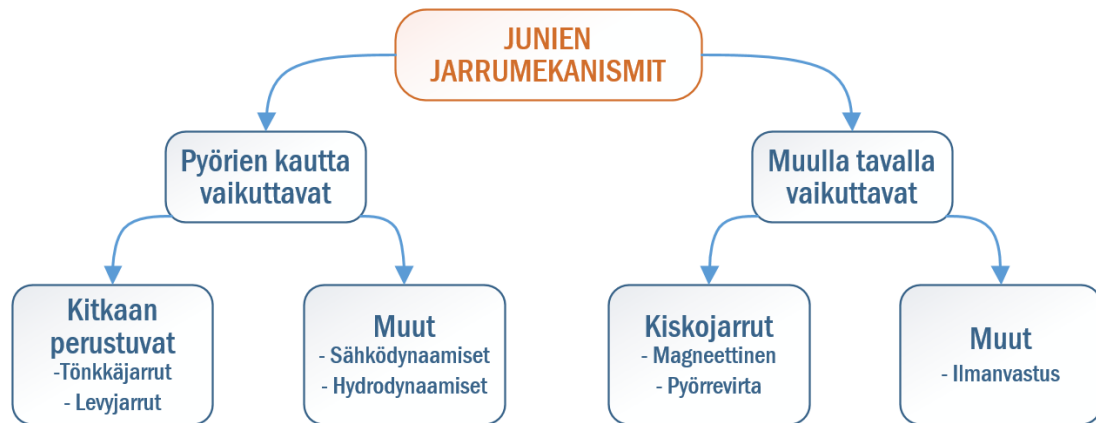 JUNIEN
JARRUMEKANISMIT
Pyörien kautta
vaikuttavat
Muulla tavalla
vaikuttavat
Kitkaan
perustuvat
-Tönkkäjarrut
- Levyjarrut
Muut
- Sähködynaamiset
- Hydrodynaamiset
Kiskojarrut
- Magneettinen
- Pyörrevirta
Muut
- Ilmanvastus